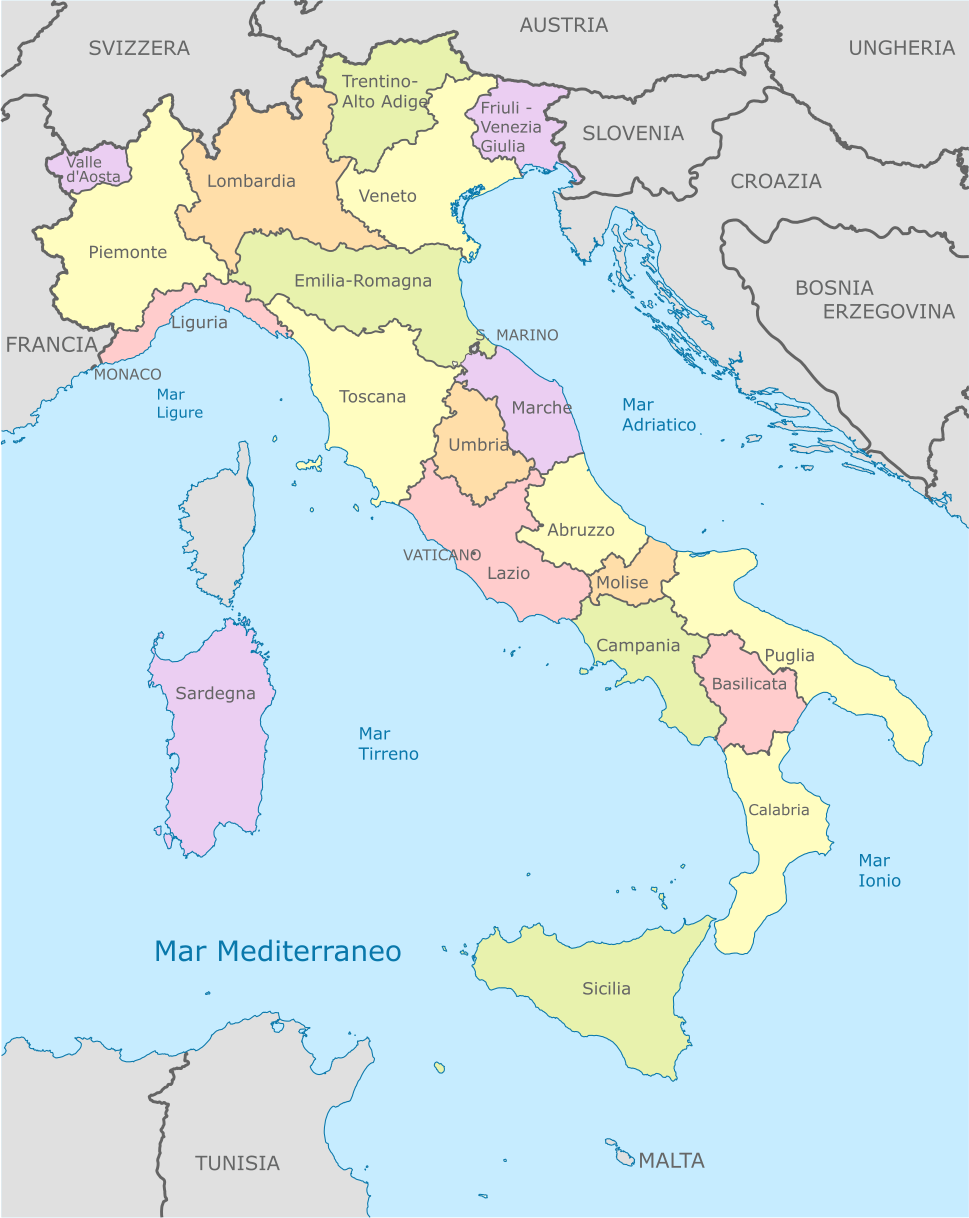 AUSTRIA
SVIZZERA
UNGHERIA
Trentino-
Alto Adige
Friuli -
Venezia
Giulia
SLOVENIA
Valle
d'Aosta
Lombardia
CROAZIA
Veneto
Piemonte
Emilia-Romagna
BOSNIA
ERZEGOVINA
Liguria
S. MARINO
FRANCIA
MONACO
Mar
Ligure
Toscana
Marche
Mar
Adriatico
Umbria
Abruzzo
VATICANO
Lazio
Molise
Campania
Puglia
Basilicata
Sardegna
Mar
Tirreno
Calabria
Mar
Ionio
Mar Mediterraneo
Sicilia
TUNISIA
MALTA